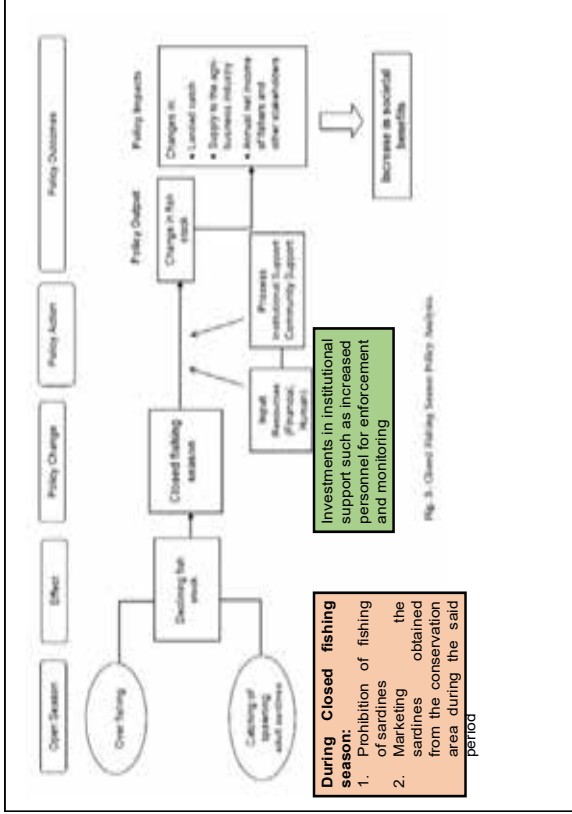 Open Season
Effect
Policy Change
Policy Action
Policy Outcomes
Over fishing
Catching of
spawning
adult sardines
Declining fish
stock
Closed fishing
season
Input
Resources
(Financial,
Human)
Process
Institutional Support
Community Support
Policy Output
Change in fish
stock
Policy Impacts
Changes in:
• Landed catch
• Supply to the agri-
business industry
• Annual net income
of fishers and
other stakeholders
Increase in societal
benefits
During Closed fishing
season:
1. Prohibition of fishing
of sardines
2. Marketing the
sardines obtained
from the conservation
area during the said
period
Investments in institutional
support such as increased
personnel for enforcement
and monitoring
Fig. 3. Closed Fishing Season Policy Analysis.